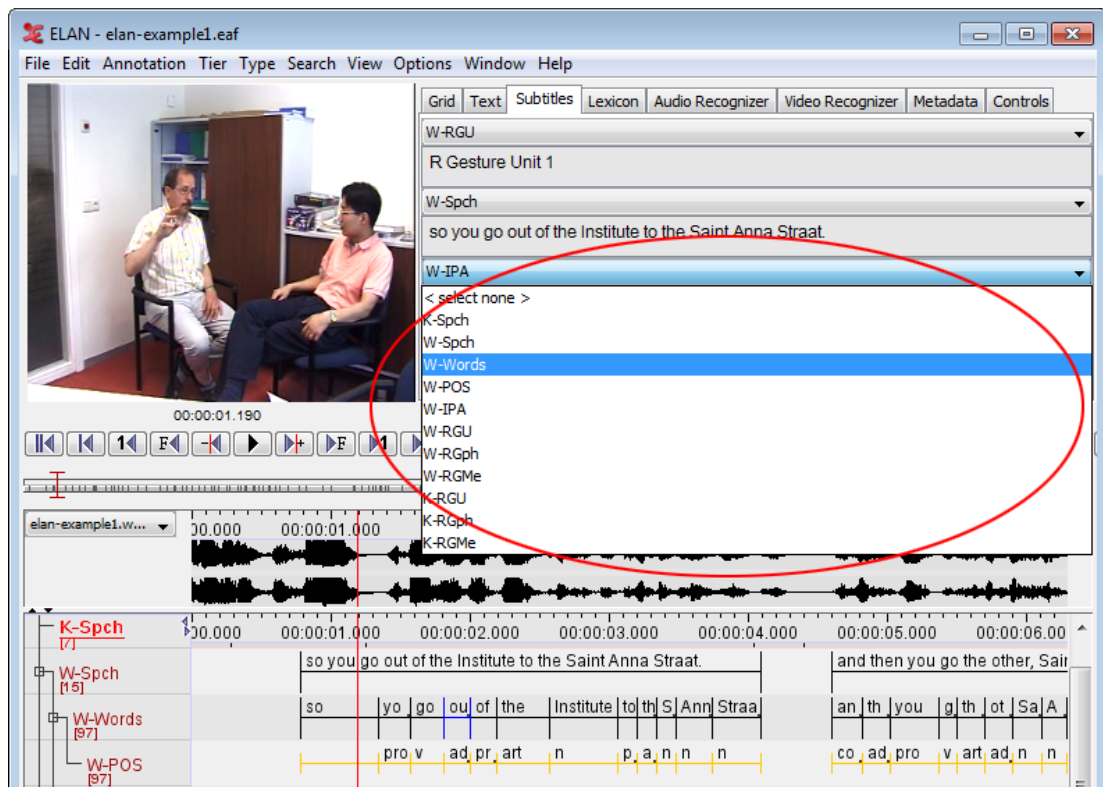 ELAN - elan-example1.eaf
File Edit Annotation Tier Type Search View Options Window Help
Grid Text Subtitles Lexicon Audio Recognizer Video Recognizer Metadata Controls
W-RGU
R Gesture Unit 1
W-Spch
so you go out of the Institute to the Saint Anna Straat.
W-IPA
< select none >
K-Spch
W-Spch
W-Words
W-POS
W-IPA
W-RGU
W-RGph
W-RGMe
K-RGU
K-RGph
K-RGMe
00:00:01.190
1 F - + F 1
elan-example1.w...
00.000 00:00:01.000
K-Spch
[7]
00.000 00:00:01.000 00:00:02.000 00:00:03.000 00:00:04.000 00:00:05.000 00:00:06.00
W-Spch
[15]
so you go out of the Institute to the Saint Anna Straat. and then you go the other, Sair
W-Words
[97]
so yo go ou of the Institute to th S Ann Straa an th you g th ot Sa A
W-POS
[97]
pro v ad pr art n p a n n n co ad pro v art ad n n